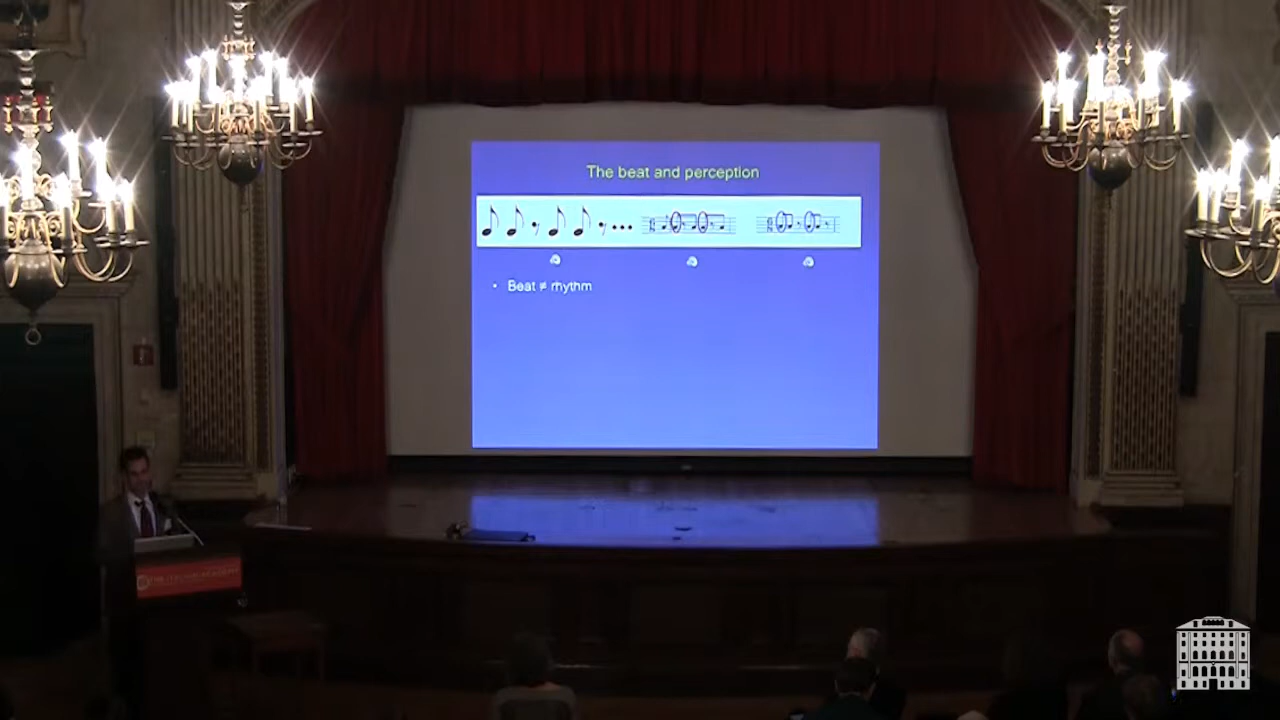 The beat and perception
• Beat ≠ rhythm